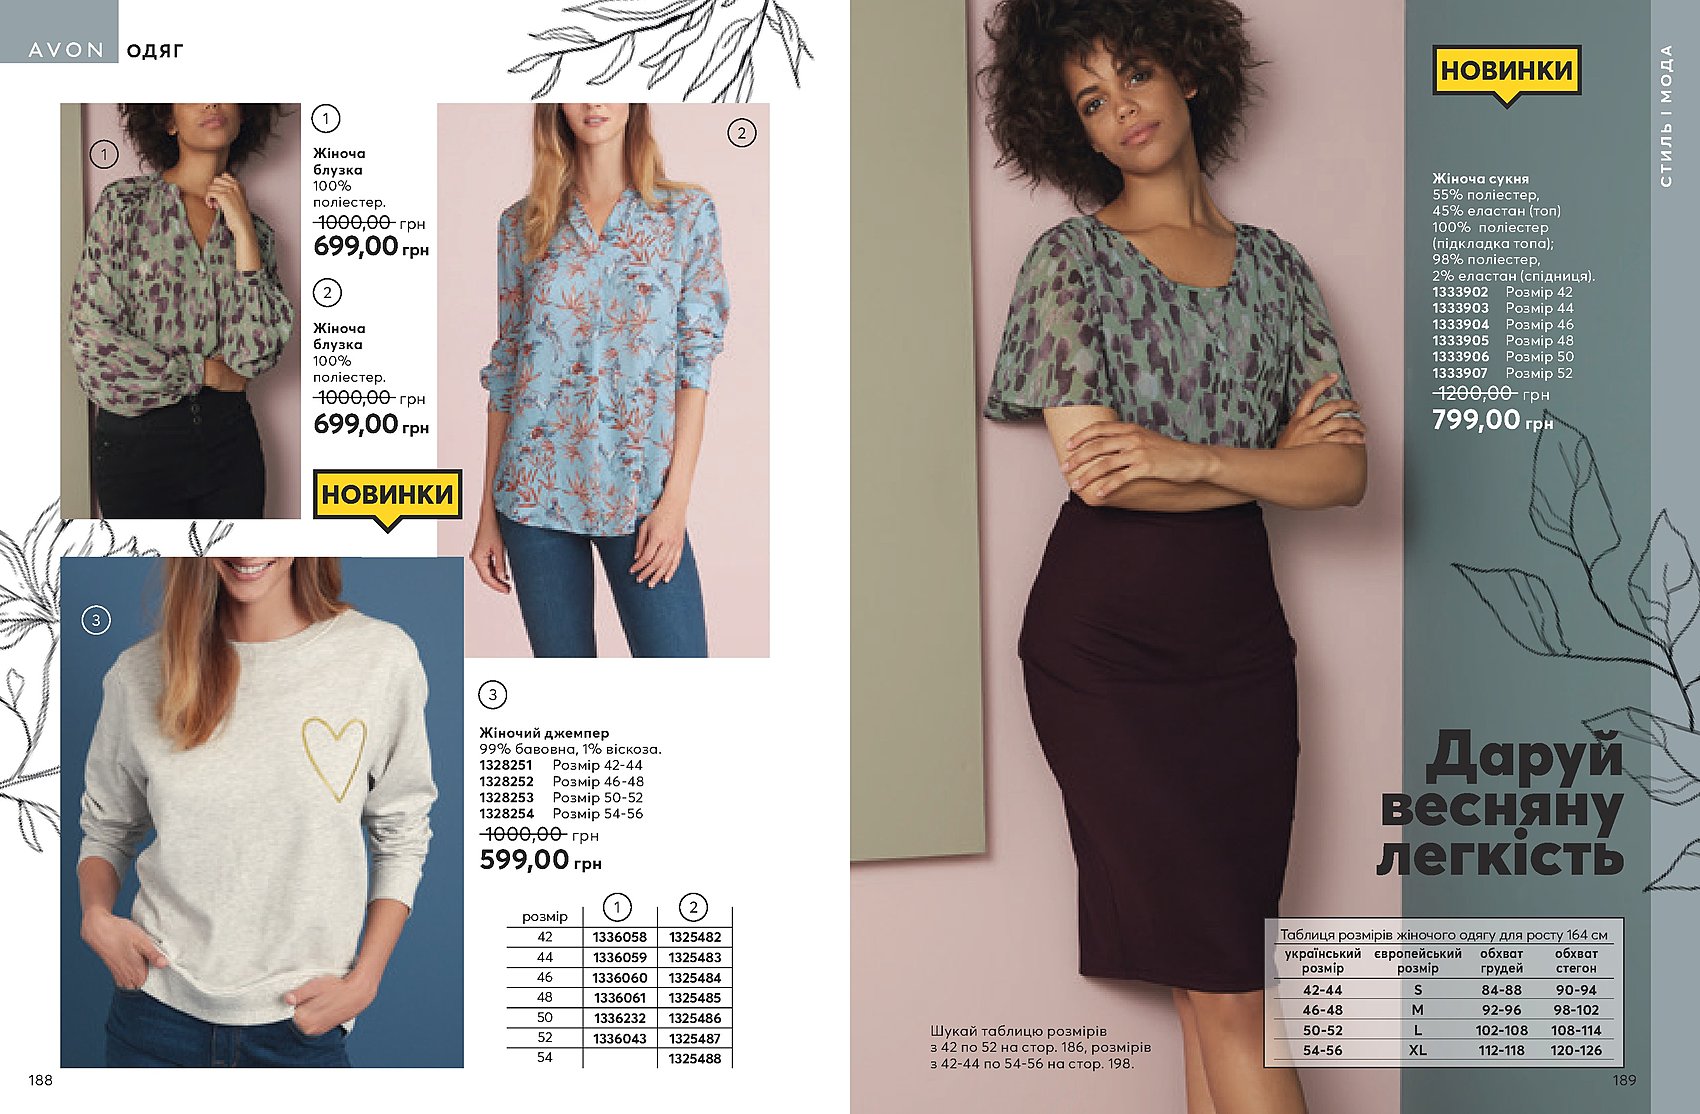 AVON ОДЯГ
1
1
Жіноча
блузка
100%
поліестер.
1000,00 грн
699,00 грн
2
Жіноча
блузка
100%
поліестер.
1000,00 грн
699,00 грн
НОВИНКИ
2
3
3
Жіночий джемпер
99% бавовна, 1% віскоза.
1328251 Розмір 42-44
1328252 Розмір 46-48
1328253 Розмір 50-52
1328254 Розмір 54-56
1000,00 грн
599,00 грн
розмір 1 2
42 1336058 1325482
44 1336059 1325483
46 1336060 1325484
48 1336061 1325485
50 1336232 1325486
52 1336043 1325487
54 1325488
188
НОВИНКИ
СТИЛЬ І МОДА
Жіноча сукня
55% поліестер,
45% еластан (топ)
100% поліестер
(підкладка топа);
98% поліестер,
2% еластан (спідниця).
1333902 Розмір 42
1333903 Розмір 44
1333904 Розмір 46
1333905 Розмір 48
1333906 Розмір 50
1333907 Розмір 52
1200,00 грн
799,00 грн
Даруй
весняну
легкість
Шукай таблицю розмірів
з 42 по 52 на стор. 186, розмірів
з 42-44 по 54-56 на стор. 198.
Таблиця розмірів жіночого одягу для росту 164 см
український європейський обхват обхват
розмір розмір грудей стегон
42-44 S 84-88 90-94
46-48 M 92-96 98-102
50-52 L 102-108 108-114
54-56 XL 112-118 120-126
189